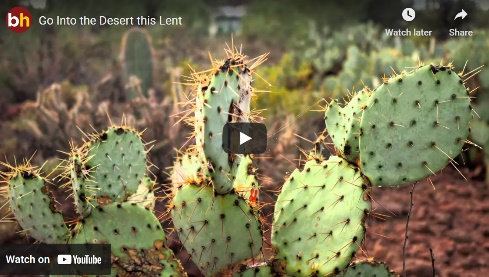 bh Go Into the Desert this Lent
Watch later Share
Watch on YouTube